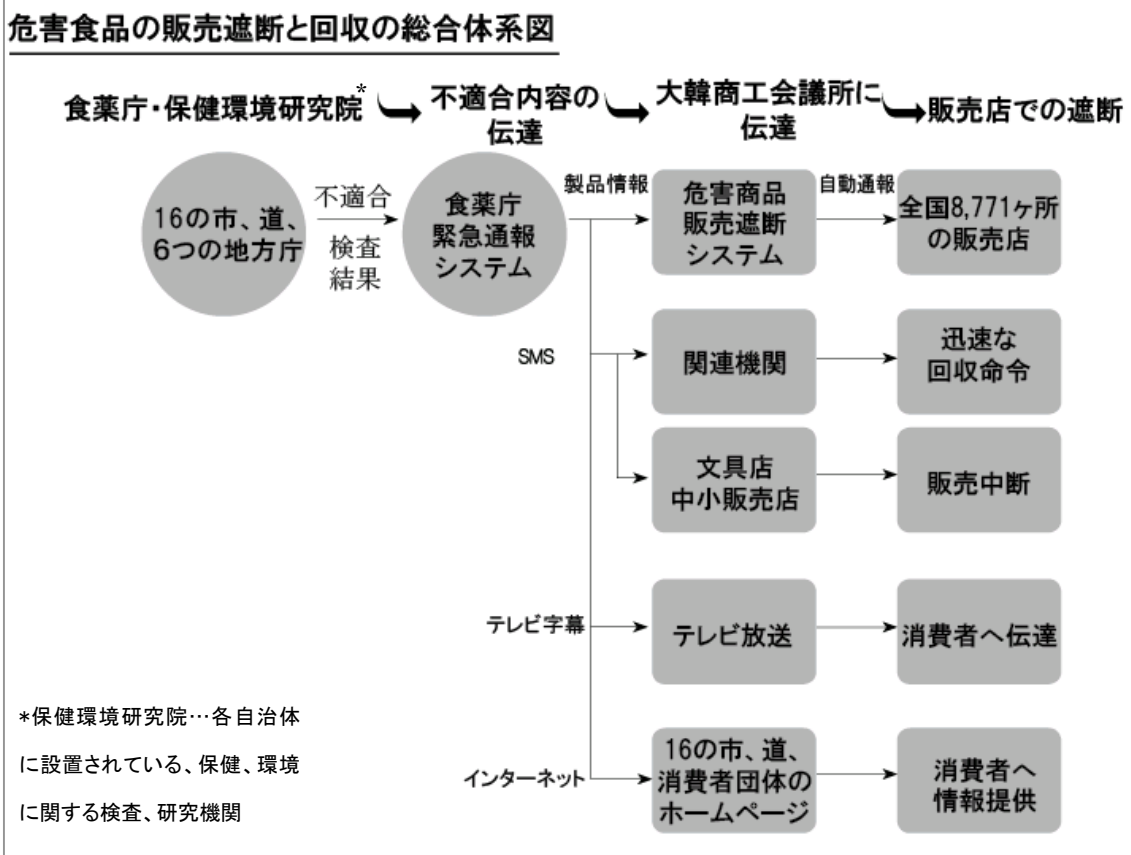 危害食品の販売遮断と回収の総合体系図
食薬庁・保健環境研究院*
不適合内容の
伝達
大韓商工会議所に
伝達
販売店での遮断
16の市、道、
6つの地方庁
不適合
検査
結果
食薬庁
緊急通報
システム
製品情報
危害商品
販売遮断
システム
自動通報
全国8,771ヶ所
の販売店
SMS
関連機関
迅速な
回収命令
文具店
中小販売店
販売中断
テレビ字幕
テレビ放送
消費者へ伝達
インターネット
16の市、道、
消費者団体の
ホームページ
消費者へ
情報提供
*保健環境研究院…各自治体
に設置されている、保健、環境
に関する検査、研究機関